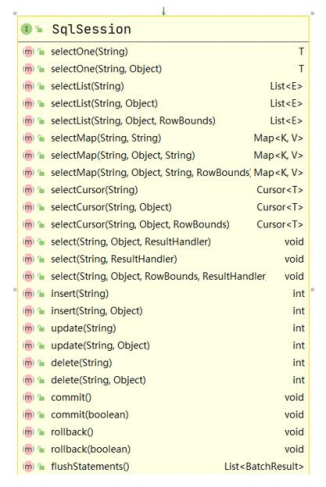 I SqlSession
m selectOne(String) T
m selectOne(String, Object) T
m selectList(String) List<E>
m selectList(String, Object) List<E>
m selectList(String, Object, RowBounds) List<E>
m selectMap(String, String) Map<K, V>
m selectMap(String, Object, String) Map<K, V>
m selectMap(String, Object, String, RowBounds) Map<K, V>
m selectCursor(String) Cursor<T>
m selectCursor(String, Object) Cursor<T>
m selectCursor(String, Object, RowBounds) Cursor<T>
m select(String, Object, ResultHandler) void
m select(String, ResultHandler) void
m select(String, Object, RowBounds, ResultHandler void
m insert(String) int
m insert(String, Object) int
m update(String) int
m update(String, Object) int
m delete(String) int
m delete(String, Object) int
m commit() void
m commit(boolean) void
m rollback() void
m rollback(boolean) void
m flushStatements() List<BatchResult>